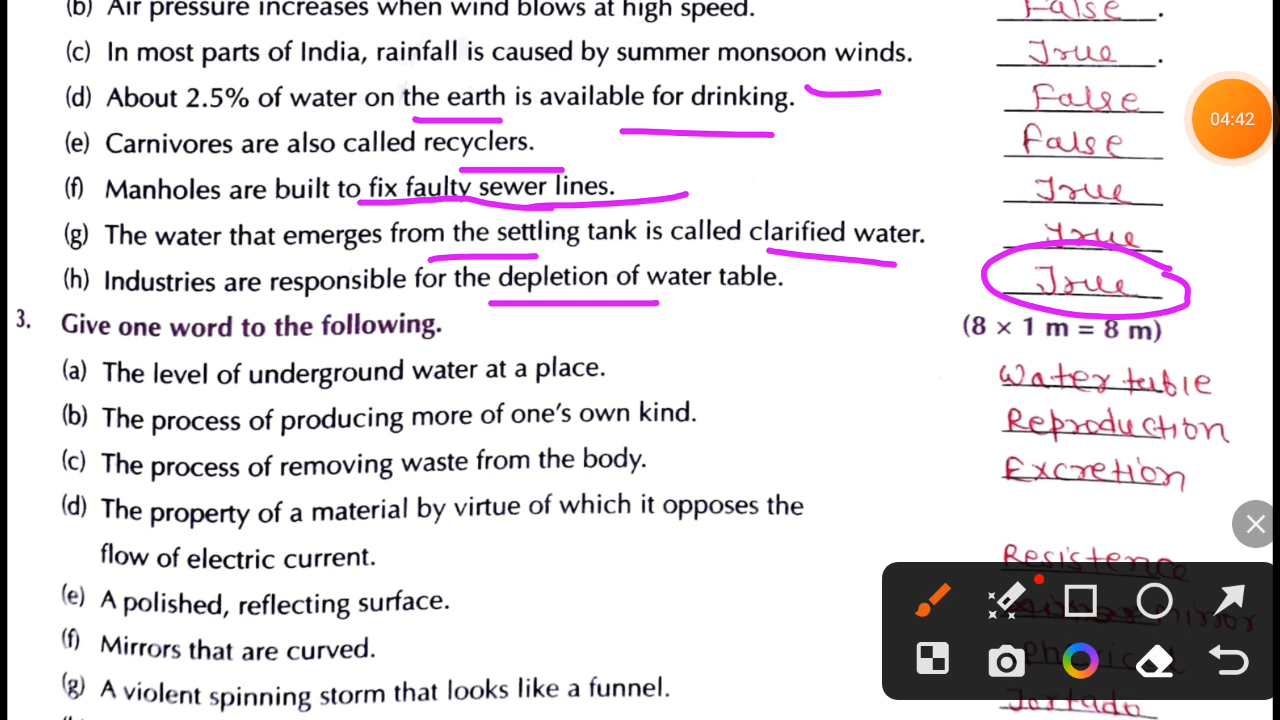 (b) Air pressure increases when wind blows at high speed. False.
(c) In most parts of India, rainfall is caused by summer monsoon winds. True.
(d) About 2.5% of water on the earth is available for drinking. False
(e) Carnivores are also called recyclers. False
(f) Manholes are built to fix faulty sewer lines. True
(g) The water that emerges from the settling tank is called clarified water. True
(h) Industries are responsible for the depletion of water table. True
3. Give one word to the following. (8 × 1 m = 8 m)
(a) The level of underground water at a place. Water table
(b) The process of producing more of one's own kind. Reproduction
(c) The process of removing waste from the body. Excretion
(d) The property of a material by virtue of which it opposes the
flow of electric current. Resistence
(e) A polished, reflecting surface. Mirror
(f) Mirrors that are curved. Spherical
(g) A violent spinning storm that looks like a funnel. Tortado
04:42